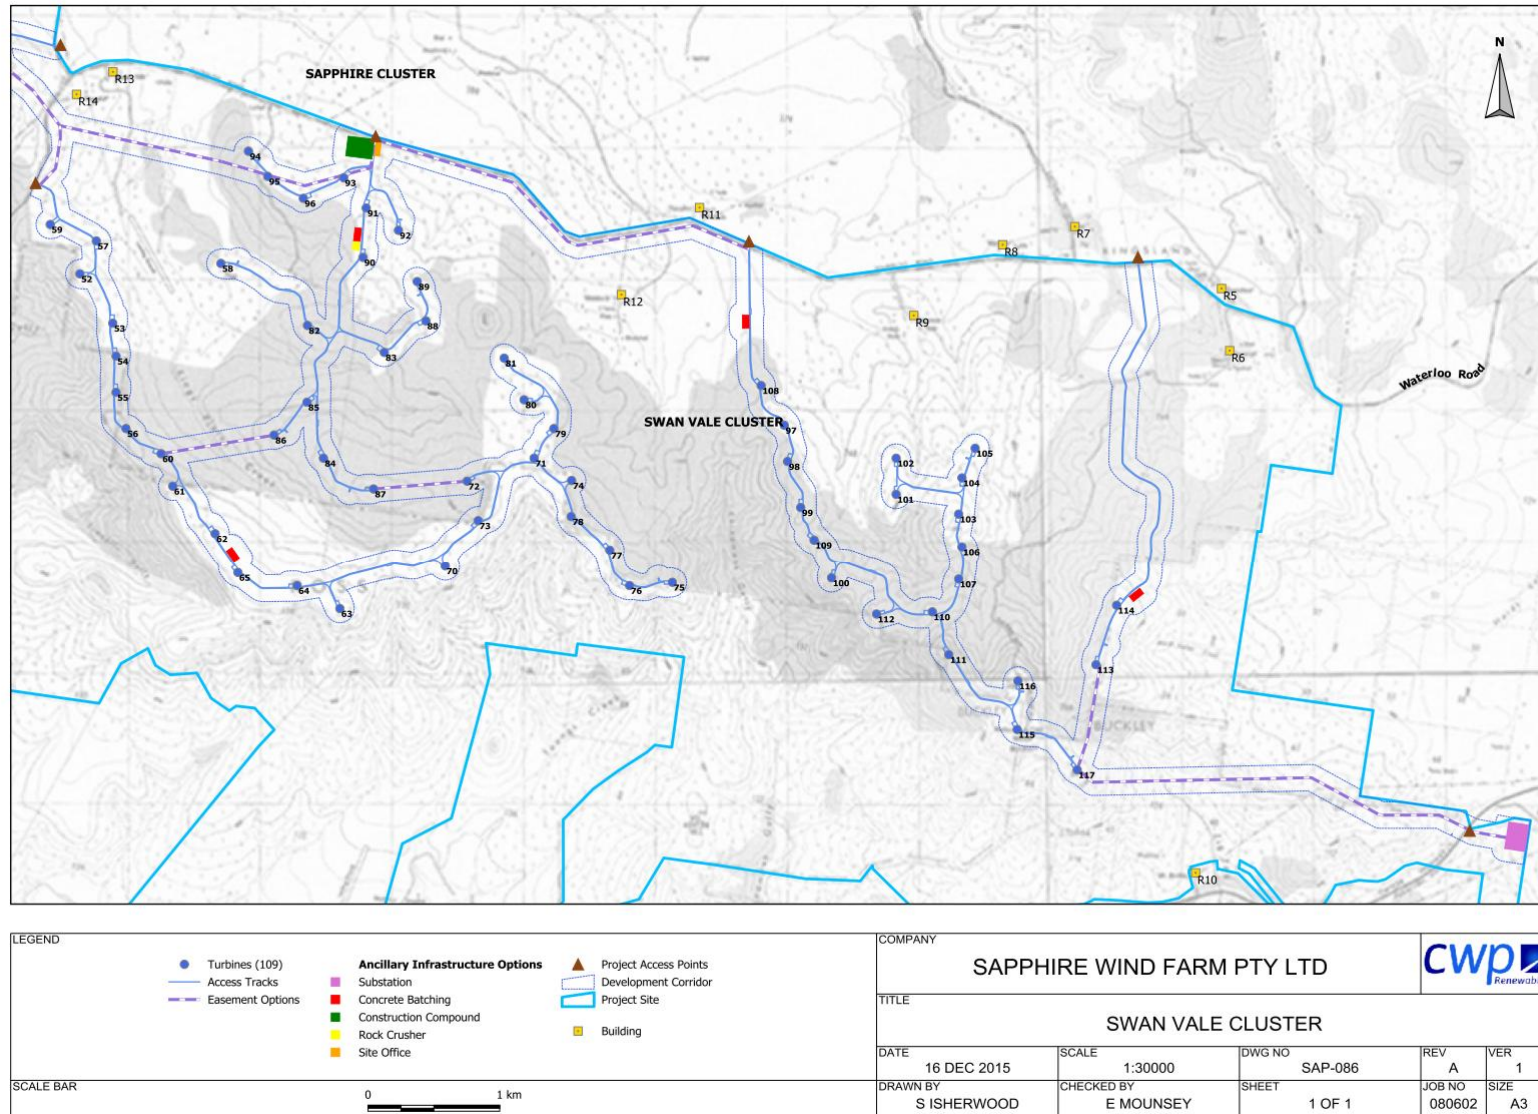 N
SAPPHIRE CLUSTER
R13
R14
94
95
96
93
91
92
90
59
57
52
58
53
54
55
56
60
61
62
65
64
63
82
89
88
83
85
86
84
87
81
80
79
71
72
73
70
74
78
77
76
75
R11
R12
R8
R7
KINGSLAND
R9
R5
R6
Waterloo Road
SWAN VALE CLUSTER
108
97
98
99
109
100
112
110
111
102
101
105
104
103
106
107
114
113
116
115
117
BUCKLEY
R10
LEGEND
Turbines (109)
Access Tracks
Easement Options
Ancillary Infrastructure Options
Substation
Concrete Batching
Construction Compound
Rock Crusher
Site Office
Project Access Points
Development Corridor
Project Site
Building
SCALE BAR
0 1 km
COMPANY
SAPPHIRE WIND FARM PTY LTD
cwp
Renewab
TITLE
SWAN VALE CLUSTER
DATE
16 DEC 2015
SCALE
1:30000
DWG NO
SAP-086
REV
A
VER
1
DRAWN BY
S ISHERWOOD
CHECKED BY
E MOUNSEY
SHEET
1 OF 1
JOB NO
080602
SIZE
A3